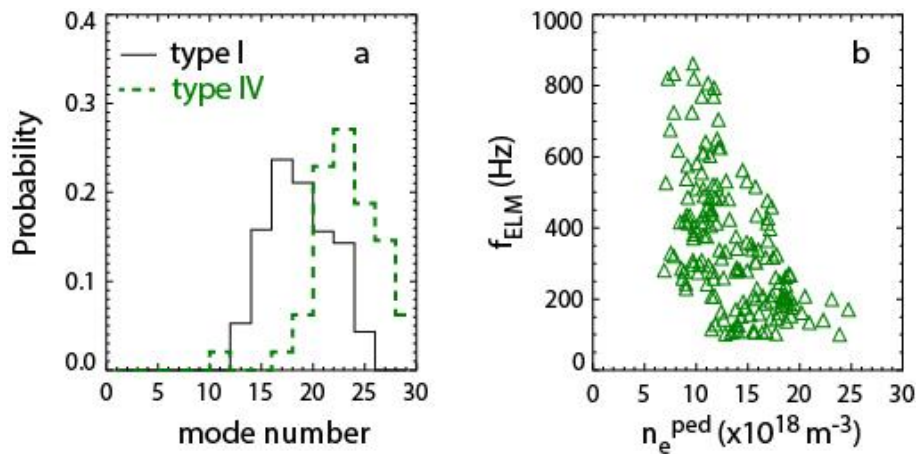 0.4
0.3
0.2
0.1
0.0
Probability
type I
type IV
a
0 5 10 15 20 25 30
mode number
1000
800
600
400
200
0
f_ELM (Hz)
b
0 5 10 15 20 25 30
n_e^ped (x10^18 m^-3)